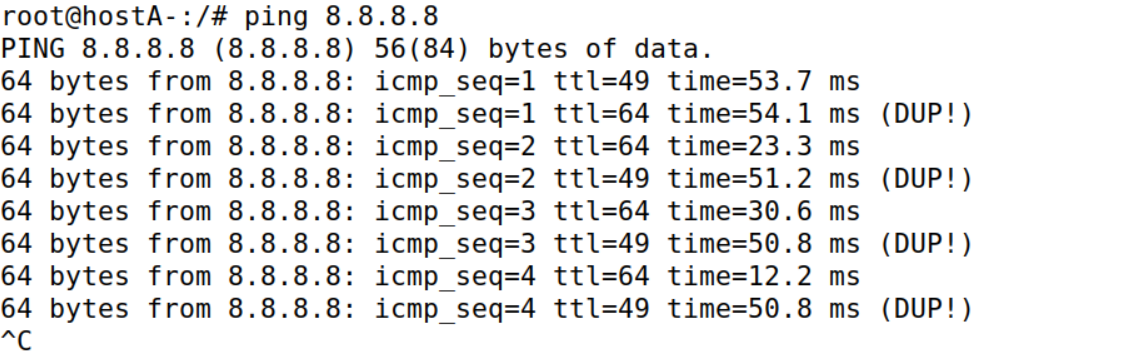 root@hostA-:/# ping 8.8.8.8
PING 8.8.8.8 (8.8.8.8) 56(84) bytes of data.
64 bytes from 8.8.8.8: icmp_seq=1 ttl=49 time=53.7 ms
64 bytes from 8.8.8.8: icmp_seq=1 ttl=64 time=54.1 ms (DUP!)
64 bytes from 8.8.8.8: icmp_seq=2 ttl=64 time=23.3 ms
64 bytes from 8.8.8.8: icmp_seq=2 ttl=49 time=51.2 ms (DUP!)
64 bytes from 8.8.8.8: icmp_seq=3 ttl=64 time=30.6 ms
64 bytes from 8.8.8.8: icmp_seq=3 ttl=49 time=50.8 ms (DUP!)
64 bytes from 8.8.8.8: icmp_seq=4 ttl=64 time=12.2 ms
64 bytes from 8.8.8.8: icmp_seq=4 ttl=49 time=50.8 ms (DUP!)
^C